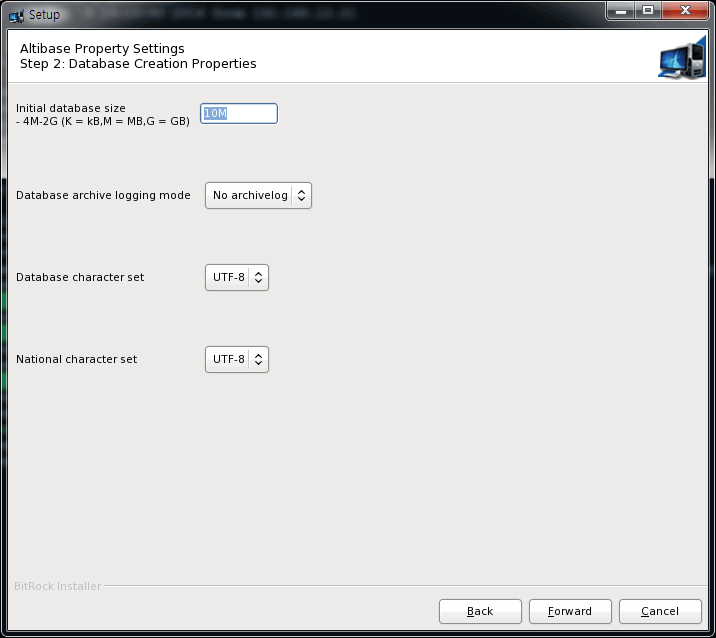 Setup
Altibase Property Settings
Step 2: Database Creation Properties
Initial database size
- 4M-2G (K = kB,M = MB,G = GB)
10M
Database archive logging mode
No archivelog
Database character set
UTF-8
National character set
UTF-8
BitRock Installer
Back
Forward
Cancel